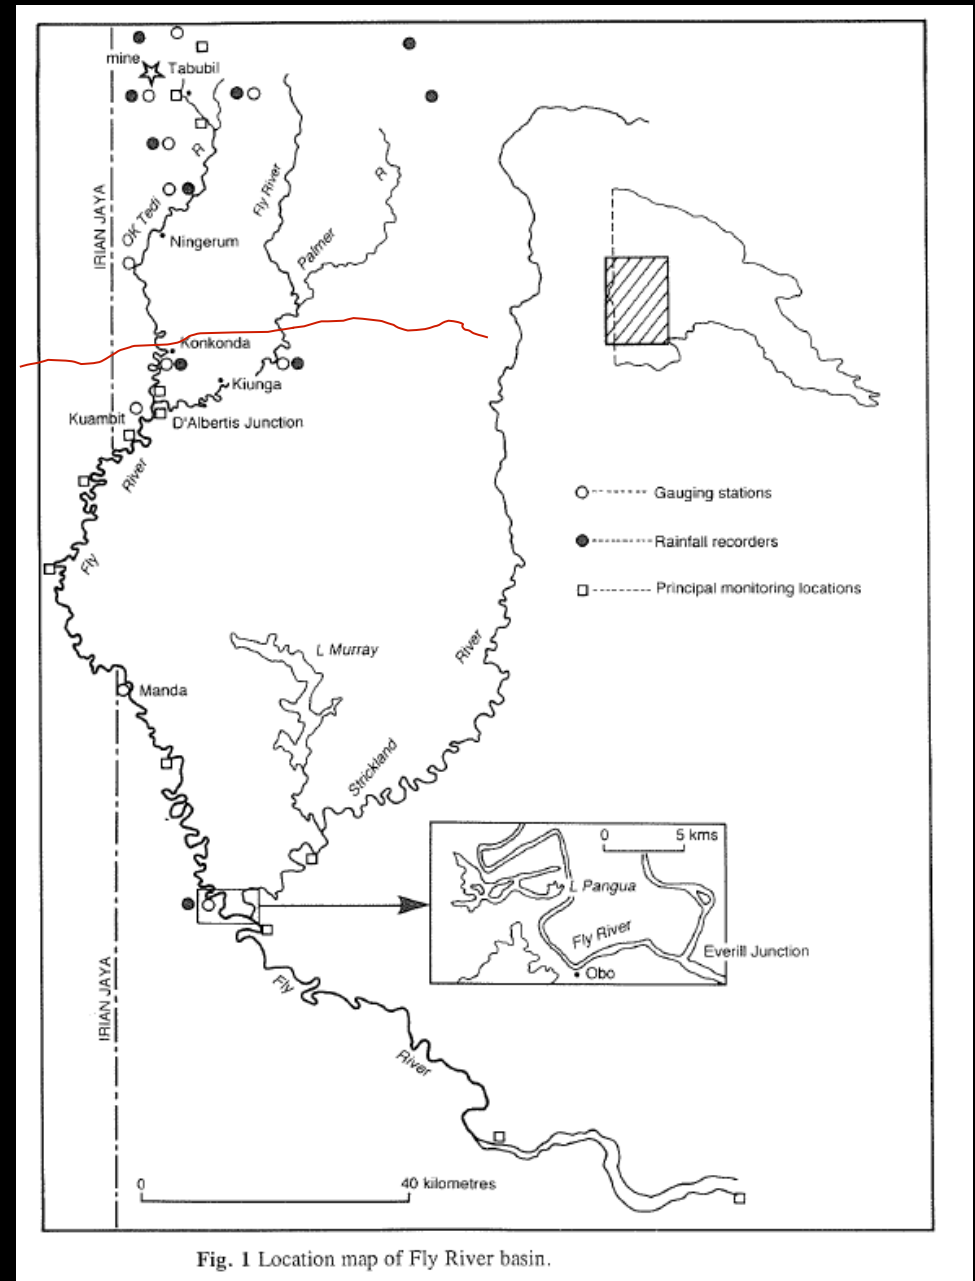 mine
Tabubil
IRIAN JAYA
OK Tedi
R
Fly River
Palmer
R
Ningerum
Konkonda
Kiunga
Kuambit
D'Albertis Junction
River
Fly
Gauging stations
Rainfall recorders
Principal monitoring locations
L Murray
River
Strickland
Manda
0 5 kms
L Pangua
Fly River
Everill Junction
Obo
IRIAN JAYA
Fly
River
0 40 kilometres
Fig. 1 Location map of Fly River basin.